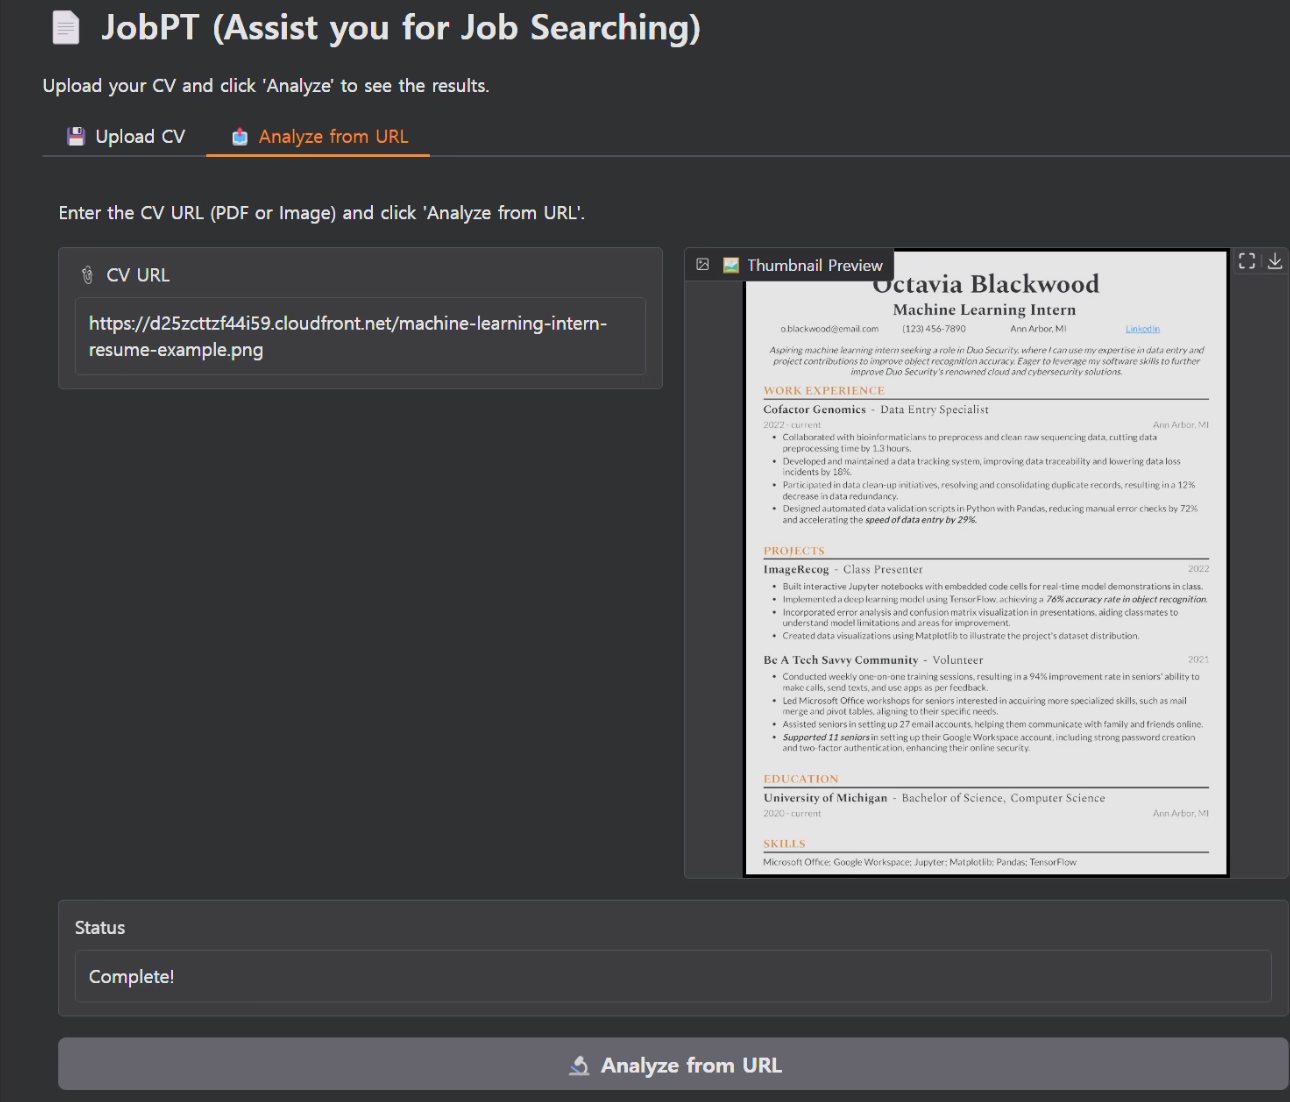 JobPT (Assist you for Job Searching)
Upload your CV and click 'Analyze' to see the results.
Upload CV
Analyze from URL
Enter the CV URL (PDF or Image) and click 'Analyze from URL'.
CV URL
https://d25zcttzf44i59.cloudfront.net/machine-learning-intern-
resume-example.png
Thumbnail Preview
Octavia Blackwood
Machine Learning Intern
o.blackwood@email.com (123) 456-7890 Ann Arbor, MI LinkedIn
Aspiring machine learning intern seeking a role in Duo Security, where I can use my expertise in data entry and
project contributions to improve object recognition accuracy. Eager to leverage my software skills to further
improve Duo Security's renowned cloud and cybersecurity solutions.
WORK EXPERIENCE
Cofactor Genomics - Data Entry Specialist
2022 - current Ann Arbor, MI
• Collaborated with bioinformaticians to preprocess and clean raw sequencing data, cutting data
preprocessing time by 1.3 hours.
• Developed and maintained a data tracking system, improving data traceability and lowering data loss
incidents by 18%.
• Participated in data clean-up initiatives, resolving and consolidating duplicate records, resulting in a 12%
decrease in data redundancy.
• Designed automated data validation scripts in Python with Pandas, reducing manual error checks by 72%
and accelerating the speed of data entry by 29%.
PROJECTS
ImageRecog - Class Presenter 2022
• Built interactive Jupyter notebooks with embedded code cells for real-time model demonstrations in class.
• Implemented a deep learning model using TensorFlow, achieving a 76% accuracy rate in object recognition.
• Incorporated error analysis and confusion matrix visualization in presentations, aiding classmates to
understand model limitations and areas for improvement.
• Created data visualizations using Matplotlib to illustrate the project's dataset distribution.
Be A Tech Savvy Community - Volunteer 2021
• Conducted weekly one-on-one training sessions, resulting in a 94% improvement rate in seniors' ability to
make calls, send texts, and use apps as per feedback.
• Led Microsoft Office workshops for seniors interested in acquiring more specialized skills, such as mail
merge and pivot tables, aligning to their specific needs.
• Assisted seniors in setting up 27 email accounts, helping them communicate with family and friends online.
• Supported 11 seniors in setting up their Google Workspace account, including strong password creation
and two-factor authentication, enhancing their online security.
EDUCATION
University of Michigan - Bachelor of Science, Computer Science
2020 - current Ann Arbor, MI
SKILLS
Microsoft Office; Google Workspace; Jupyter; Matplotlib; Pandas; TensorFlow
Status
Complete!
Analyze from URL